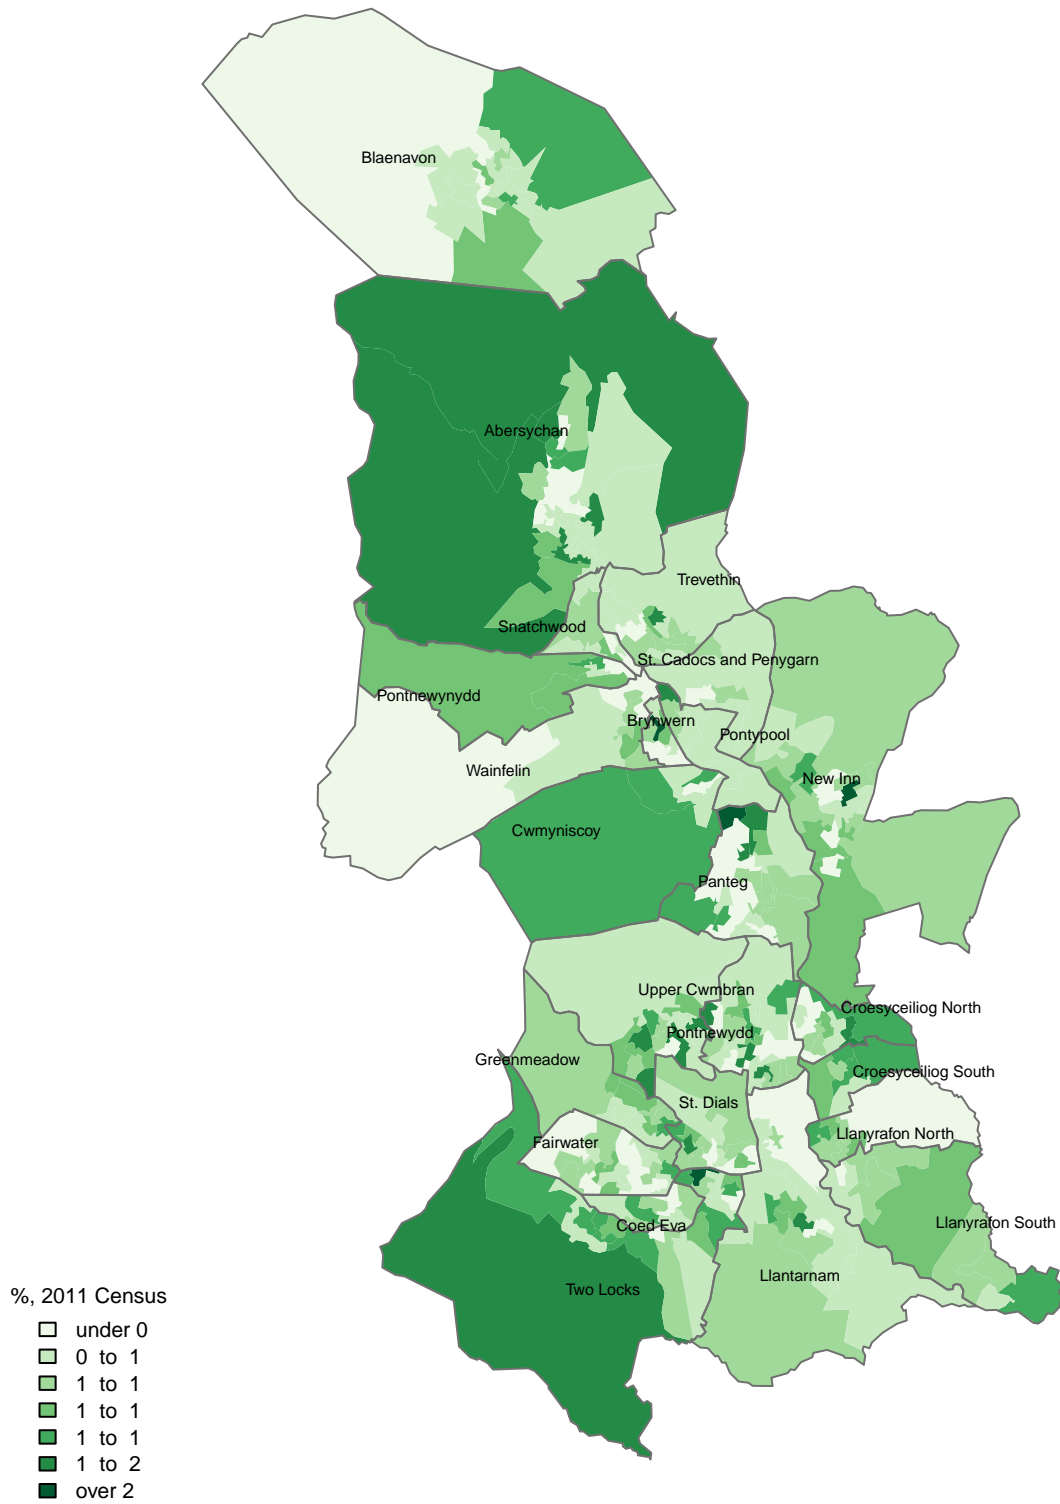 Blaenavon
Abersychan
Trevethin
Snatchwood
St. Cadocs and Penygarn
Pontnewynydd
Brynwern
Pontypool
Wainfelin
New Inn
Cwmyniscoy
Panteg
Upper Cwmbran
Croesyceiliog North
Pontnewydd
Greenmeadow
Croesyceiliog South
St. Dials
Llanyrafon North
Fairwater
Llanyrafon South
Coed Eva
Llantarnam
Two Locks
%, 2011 Census
under 0
0 to 1
1 to 1
1 to 1
1 to 1
1 to 2
over 2